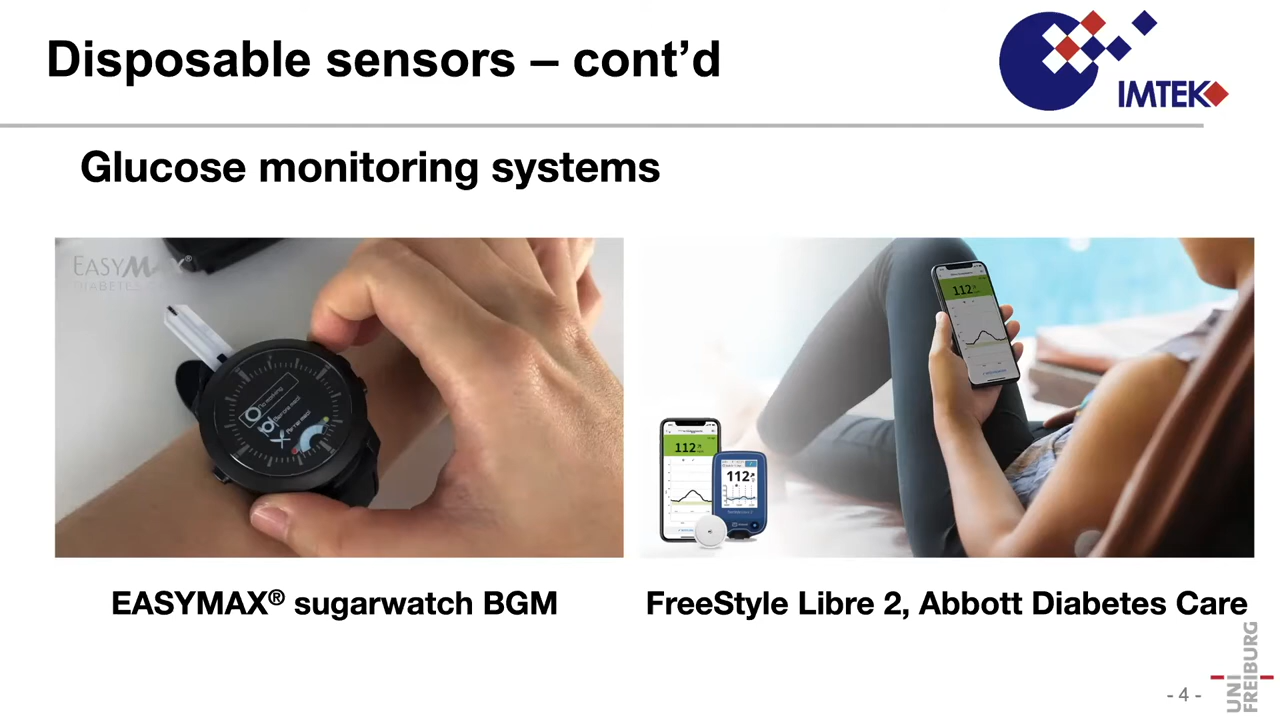 Disposable sensors – cont’d
IMTEK
Glucose monitoring systems
EASYMAX®
DIABETES
112
112
112
EASYMAX® sugarwatch BGM
FreeStyle Libre 2, Abbott Diabetes Care
- 4 -
UNI
FREIBURG